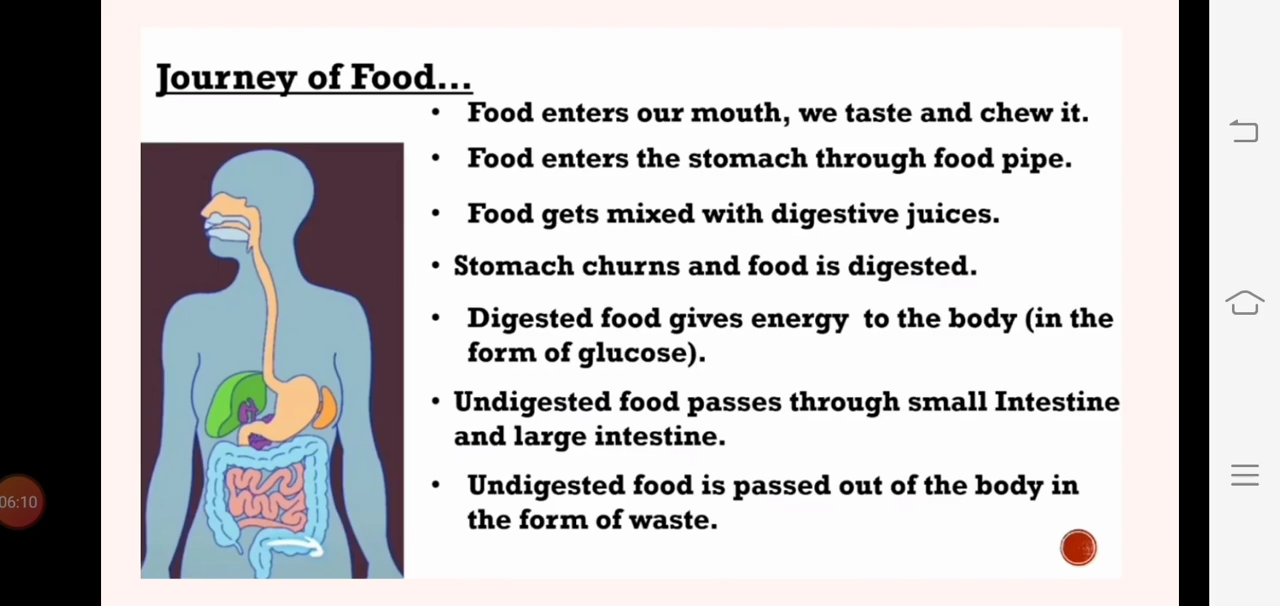 Journey of Food...
• Food enters our mouth, we taste and chew it.
• Food enters the stomach through food pipe.
• Food gets mixed with digestive juices.
• Stomach churns and food is digested.
• Digested food gives energy to the body (in the
form of glucose).
• Undigested food passes through small Intestine
and large intestine.
• Undigested food is passed out of the body in
the form of waste.
06:10